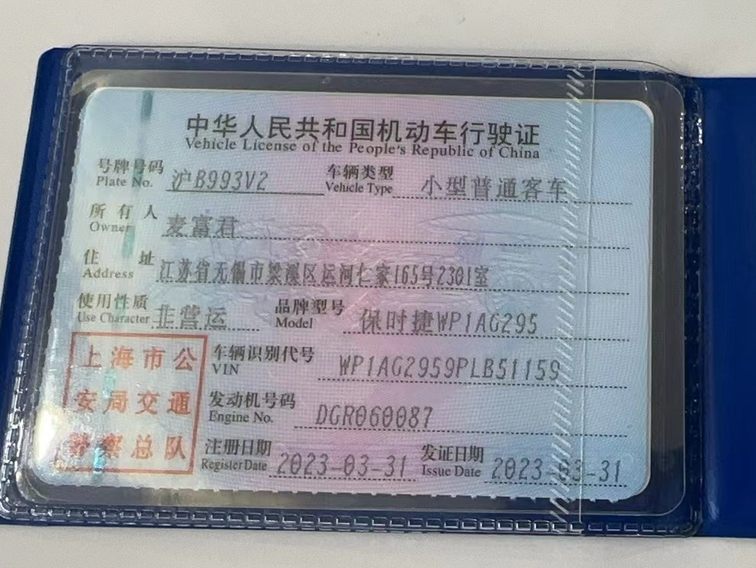 中华人民共和国机动车行驶证
Vehicle License of the People's Republic of China
号牌号码 沪B993V2 车辆类型 小型普通客车
Plate No. Vehicle Type
所有人 麦富君
Owner
住址 江苏省无锡市梁溪区运河仁家165号2301室
Address
使用性质 非营运 品牌型号 保时捷WP1AG295
Use Character Model
上海市公 车辆识别代号 WP1AG2959PLB51159
VIN
安局交通 发动机号码 DGR060087
Engine No.
警察总队 注册日期 2023-03-31 发证日期 2023-03-31
Register Date Issue Date